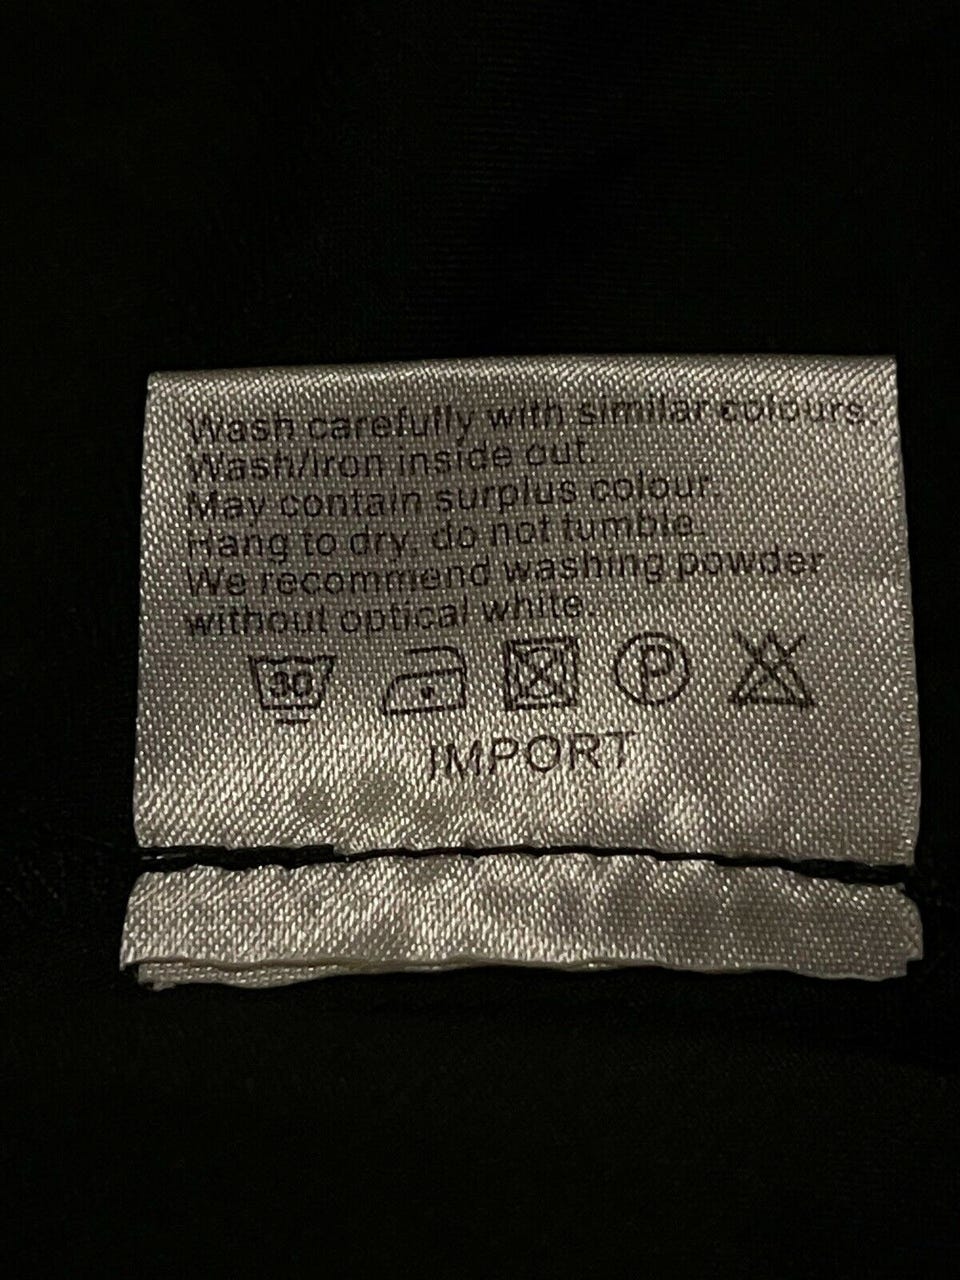 Wash carefully with similar colours.
Wash/iron inside out.
May contain surplus colour.
Hang to dry, do not tumble.
We recommend washing powder
without optical white.
30 P
IMPORT